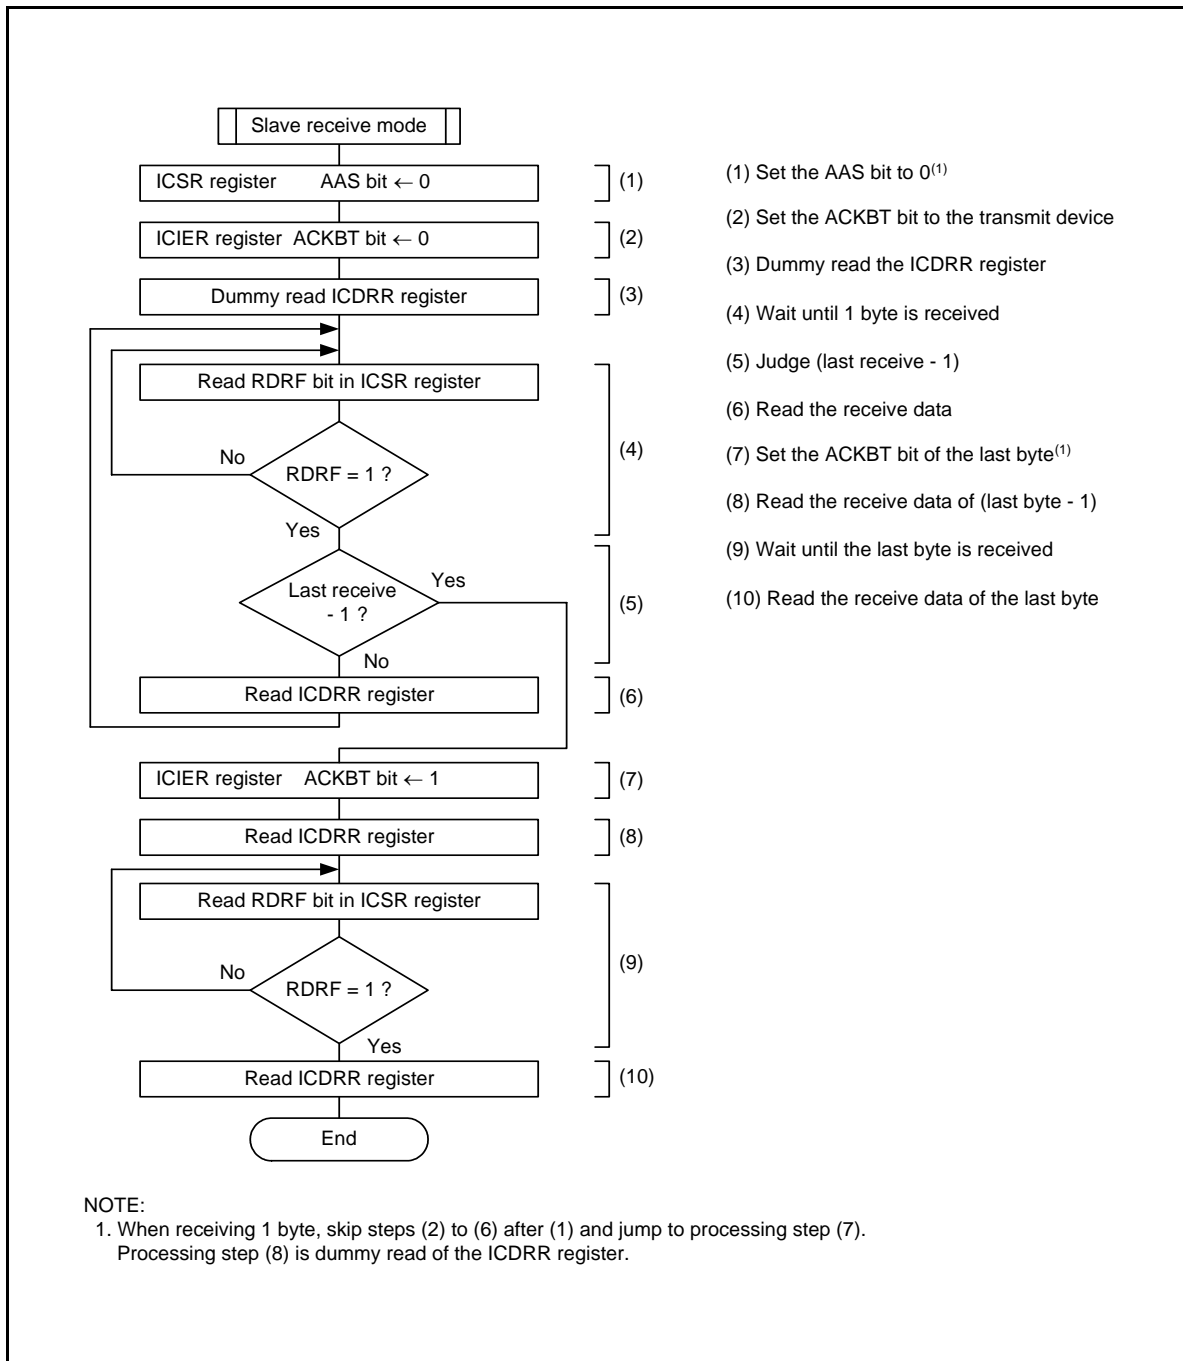 Slave receive mode
ICSR register AAS bit ← 0
(1)
ICIER register ACKBT bit ← 0
(2)
Dummy read ICDRR register
(3)
Read RDRF bit in ICSR register
No
RDRF = 1 ?
(4)
Yes
Last receive
- 1 ?
Yes
(5)
No
Read ICDRR register
(6)
ICIER register ACKBT bit ← 1
(7)
Read ICDRR register
(8)
Read RDRF bit in ICSR register
No
RDRF = 1 ?
(9)
Yes
Read ICDRR register
(10)
End
(1) Set the AAS bit to 0(1)
(2) Set the ACKBT bit to the transmit device
(3) Dummy read the ICDRR register
(4) Wait until 1 byte is received
(5) Judge (last receive - 1)
(6) Read the receive data
(7) Set the ACKBT bit of the last byte(1)
(8) Read the receive data of (last byte - 1)
(9) Wait until the last byte is received
(10) Read the receive data of the last byte
NOTE:
1. When receiving 1 byte, skip steps (2) to (6) after (1) and jump to processing step (7).
Processing step (8) is dummy read of the ICDRR register.